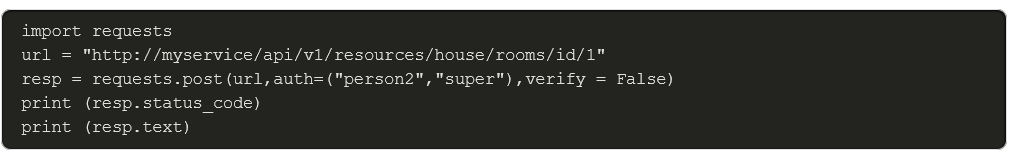 import requests
url = "http://myservice/api/v1/resources/house/rooms/id/1"
resp = requests.post(url,auth=("person2","super"),verify = False)
print (resp.status_code)
print (resp.text)